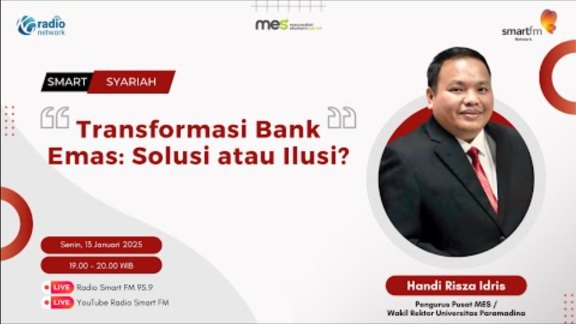 radio
network
mes
smartfm
Network
SMART SYARIAH
Transformasi Bank
Emas: Solusi atau Ilusi?
Senin, 13 Januari 2025
19.00 - 20.00 WIB
LIVE Radio Smart FM 95.9
LIVE YouTube Radio Smart FM
Handi Risza Idris
Pengurus Pusat MES /
Wakil Rektor Universitas Paramadina